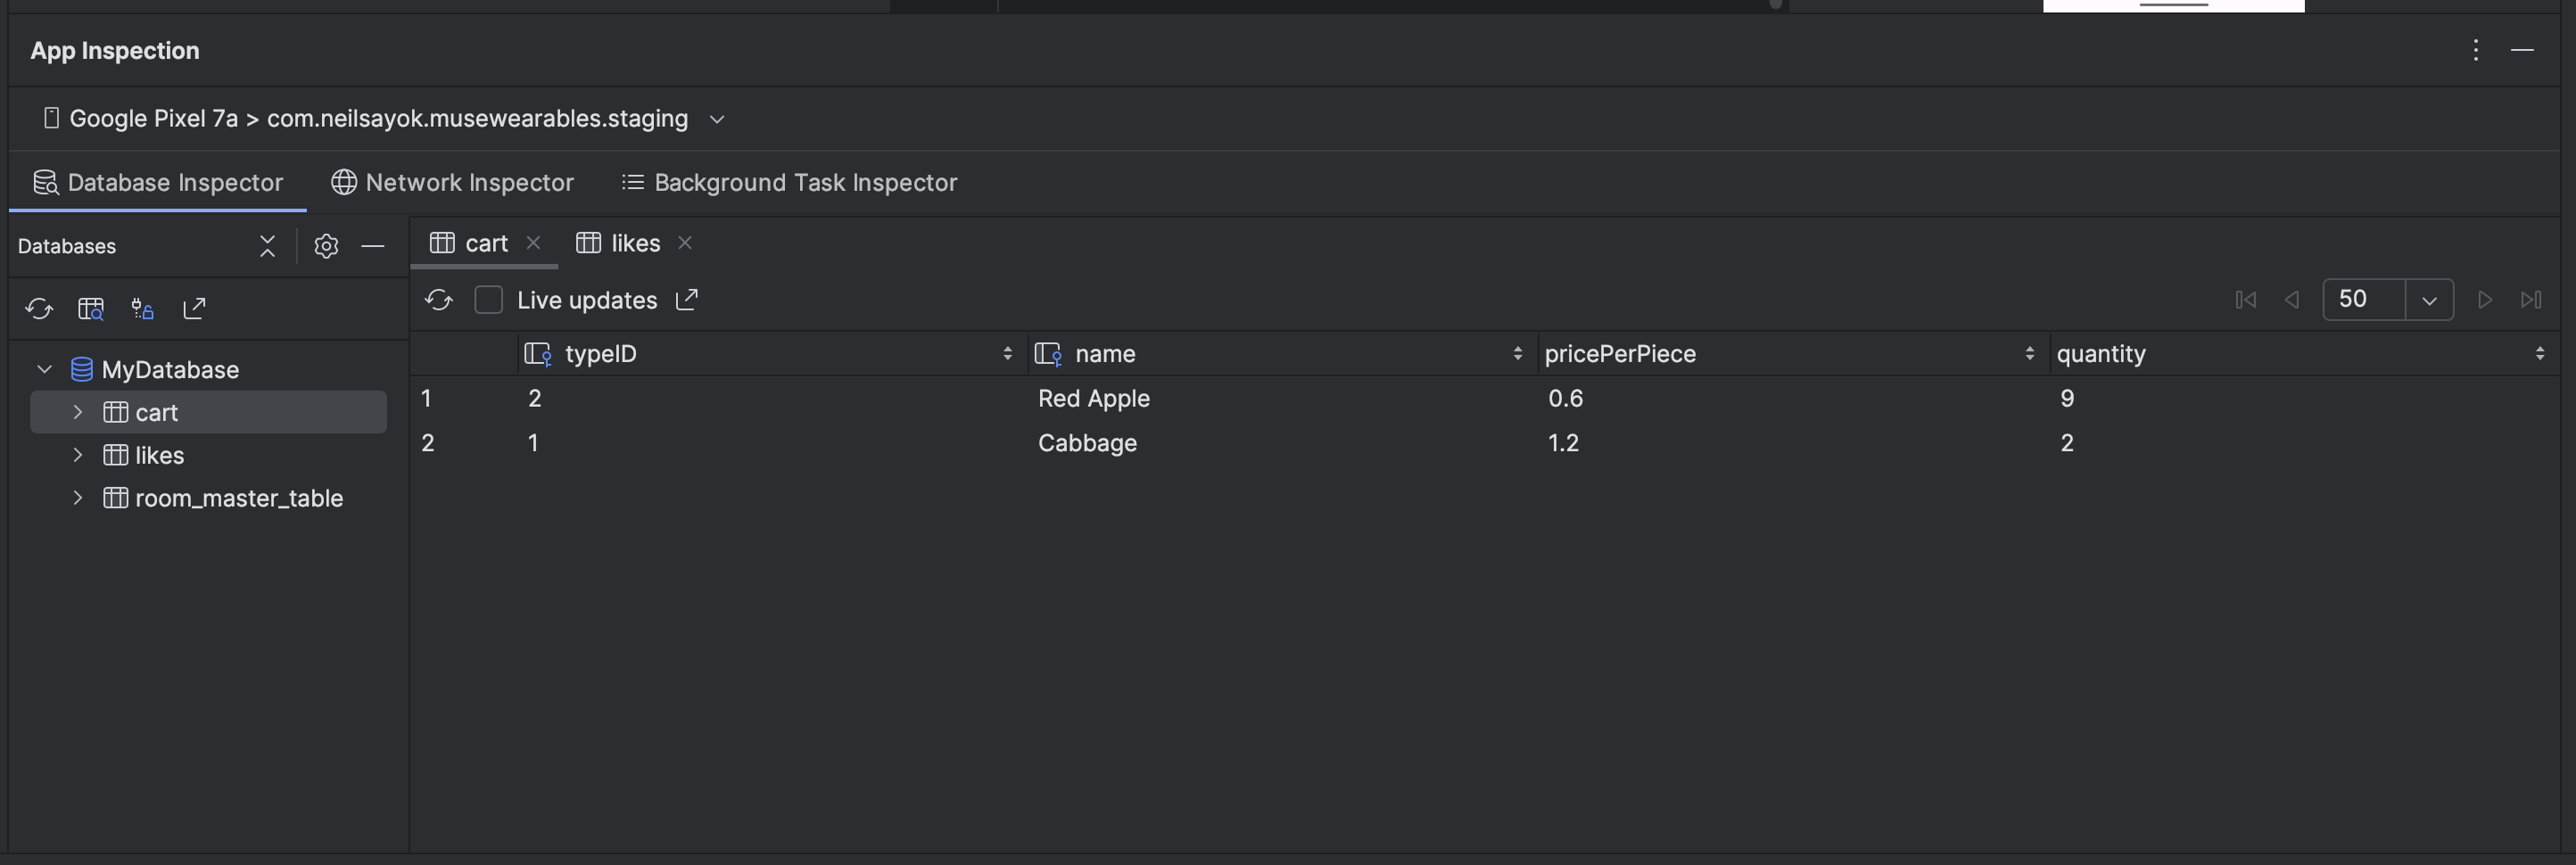 App Inspection
Google Pixel 7a > com.neilsayok.musewearables.staging
Database Inspector Network Inspector Background Task Inspector
Databases
cart likes
Live updates 50
MyDatabase
cart
likes
room_master_table
typeID name pricePerPiece quantity
1 2 Red Apple 0.6 9
2 1 Cabbage 1.2 2